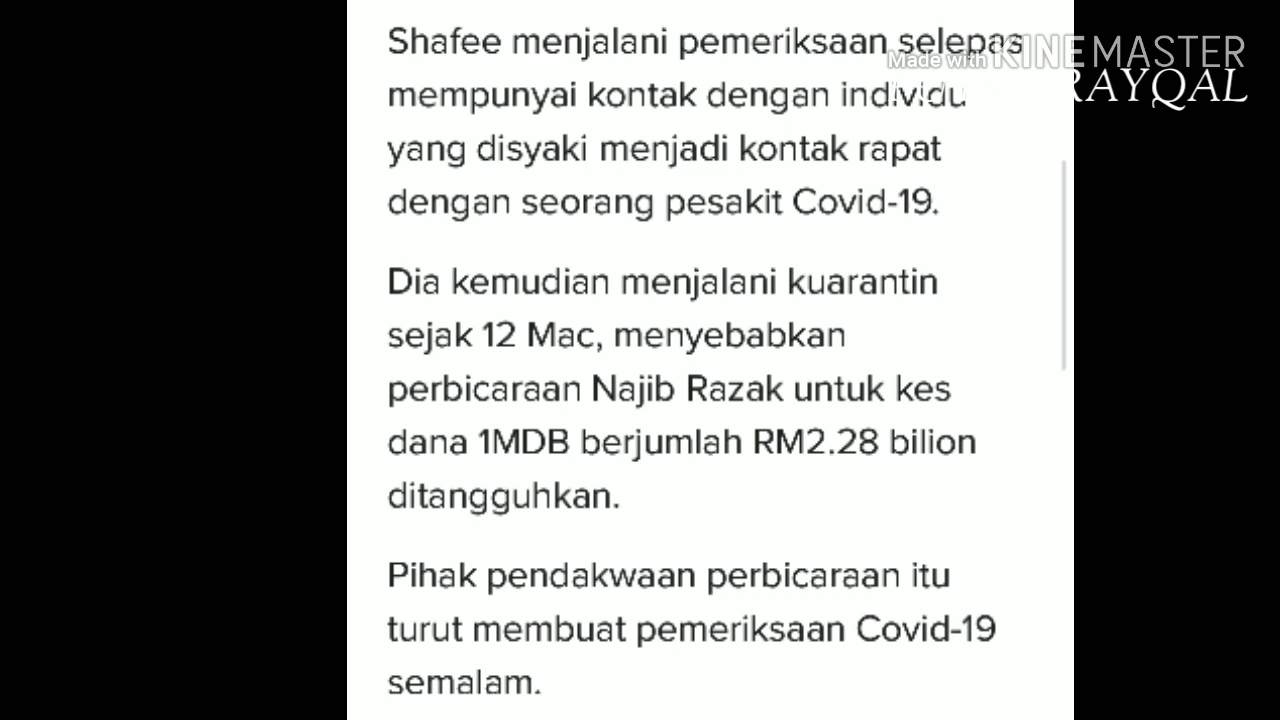 Shafee menjalani pemeriksaan selepas
mempunyai kontak dengan individu
yang disyaki menjadi kontak rapat
dengan seorang pesakit Covid-19.
Dia kemudian menjalani kuarantin
sejak 12 Mac, menyebabkan
perbicaraan Najib Razak untuk kes
dana 1MDB berjumlah RM2.28 bilion
ditangguhkan.
Pihak pendakwaan perbicaraan itu
turut membuat pemeriksaan Covid-19
semalam.
Made with KINEMASTER
RAYQAL